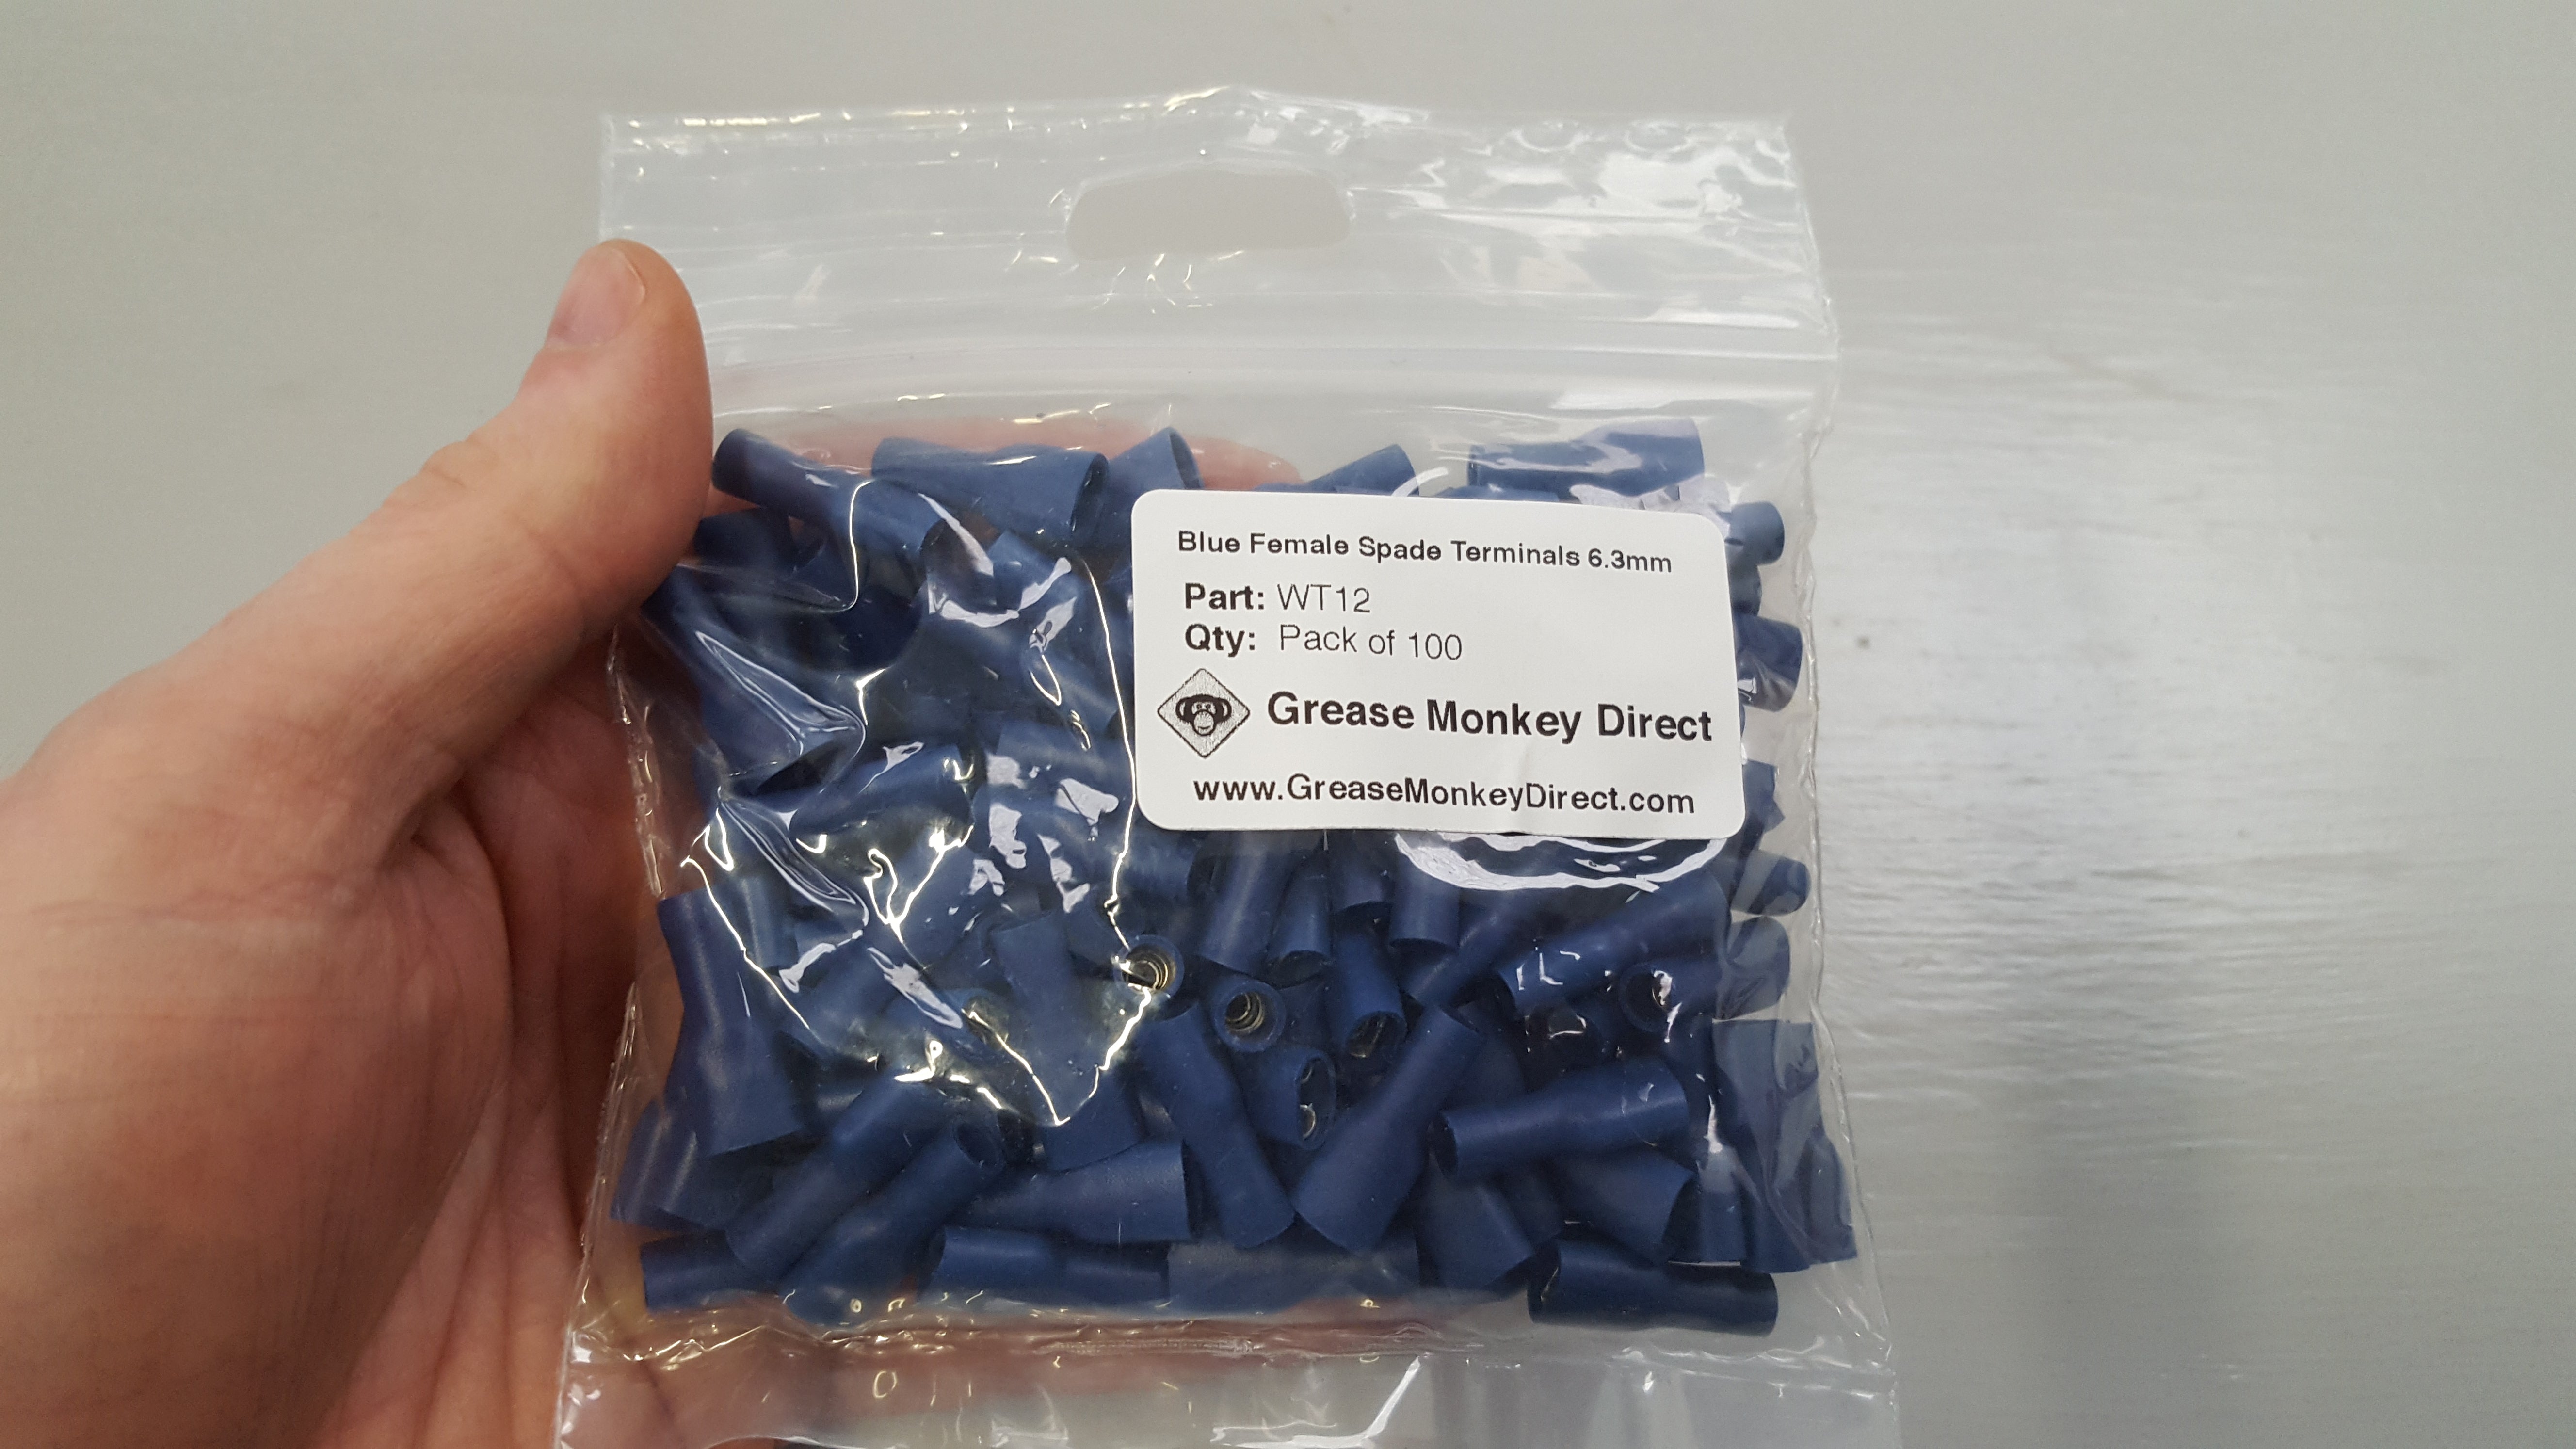 Blue Female Spade Terminals 6.3mm
Part: WT12
Qty: Pack of 100
Grease Monkey Direct
www.GreaseMonkeyDirect.com